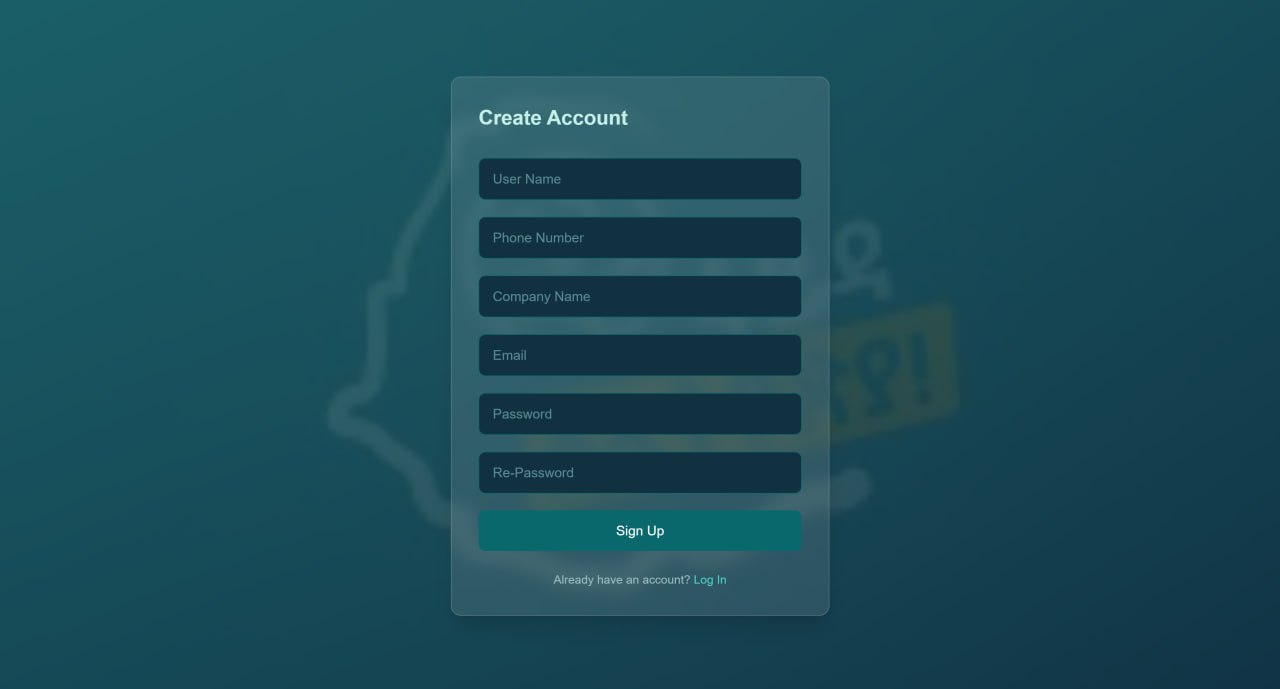 Create Account
User Name
Phone Number
Company Name
Email
Password
Re-Password
Sign Up
Already have an account? Log In